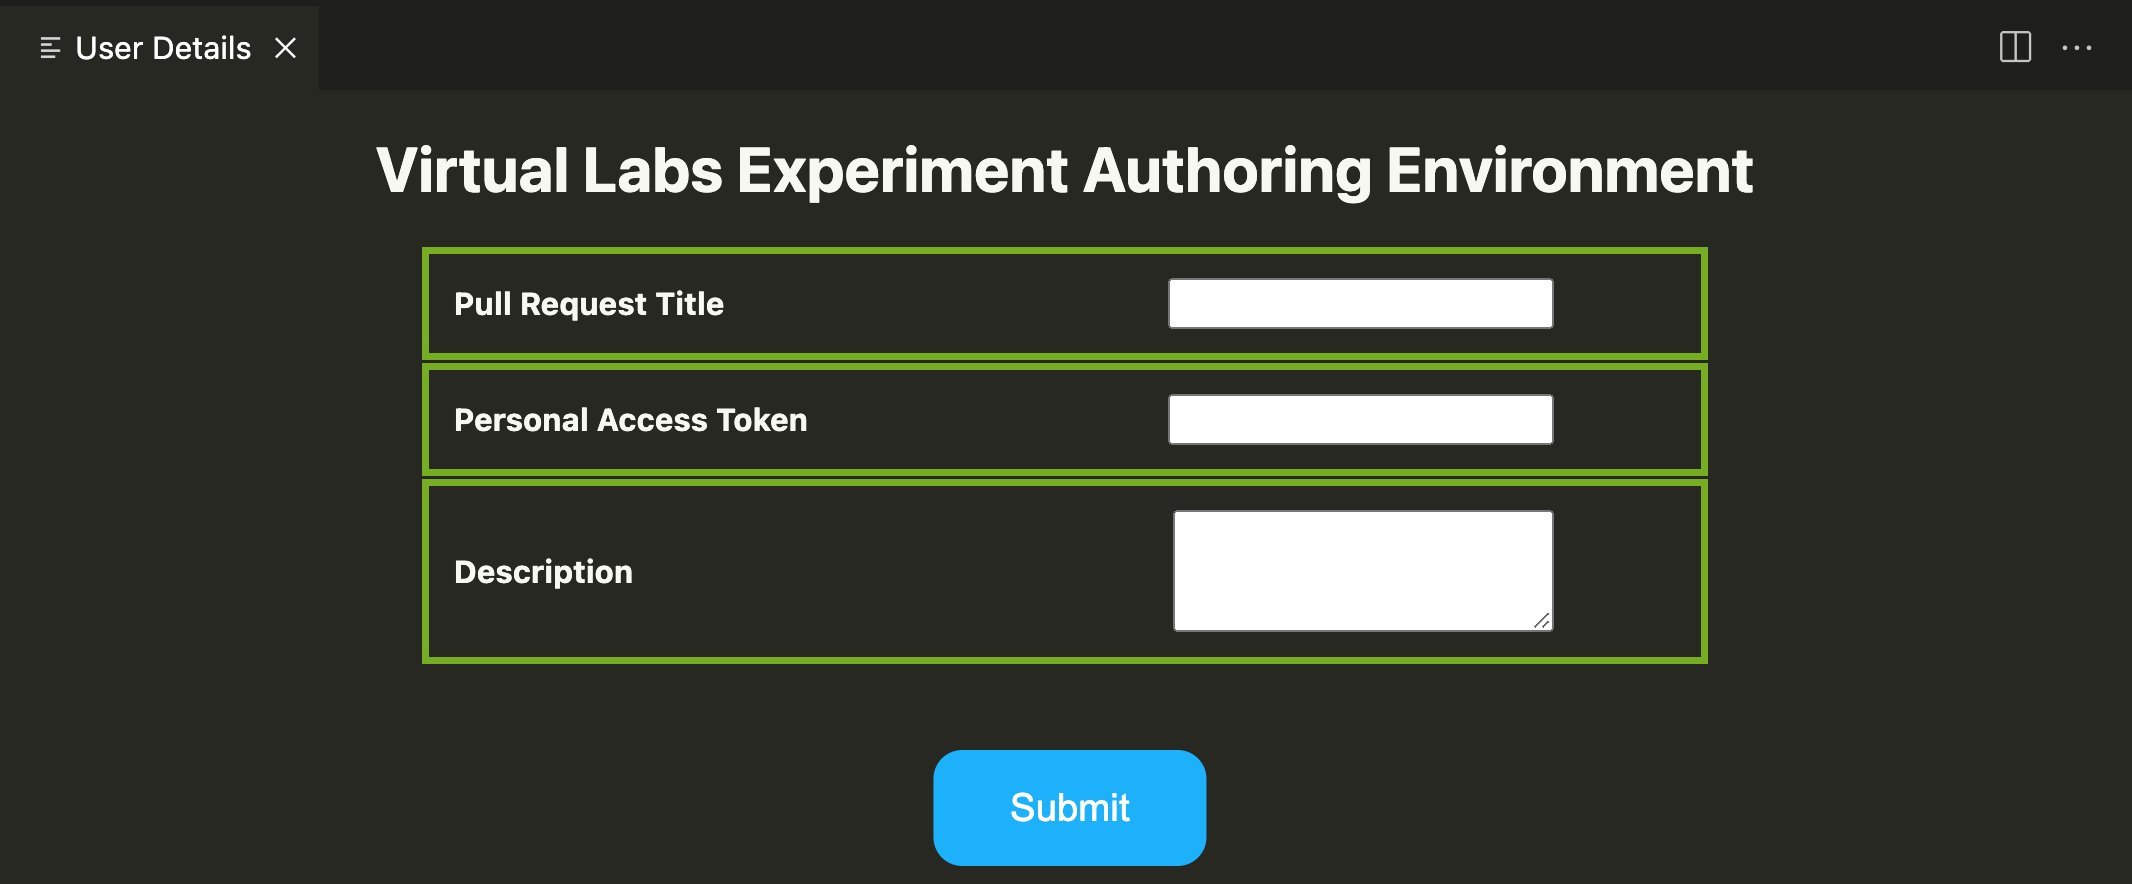 User Details
Virtual Labs Experiment Authoring Environment
Pull Request Title
Personal Access Token
Description
Submit